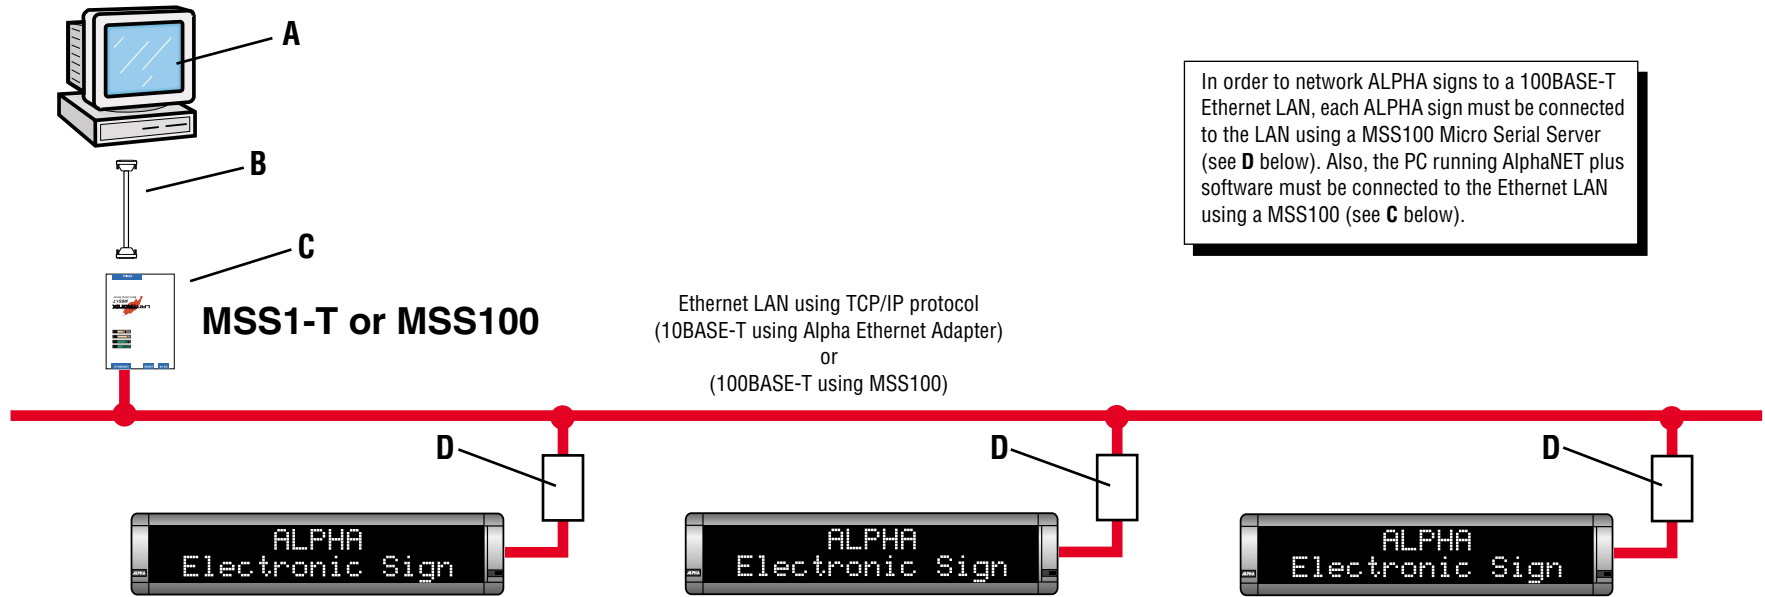 A
B
C
MSS1-T or MSS100
In order to network ALPHA signs to a 100BASE-T
Ethernet LAN, each ALPHA sign must be connected
to the LAN using a MSS100 Micro Serial Server
(see D below). Also, the PC running AlphaNET plus
software must be connected to the Ethernet LAN
using a MSS100 (see C below).
Ethernet LAN using TCP/IP protocol
(10BASE-T using Alpha Ethernet Adapter)
or
(100BASE-T using MSS100)
D
D
D
ALPHA
Electronic Sign
ALPHA
ALPHA
Electronic Sign
ALPHA
ALPHA
Electronic Sign
ALPHA